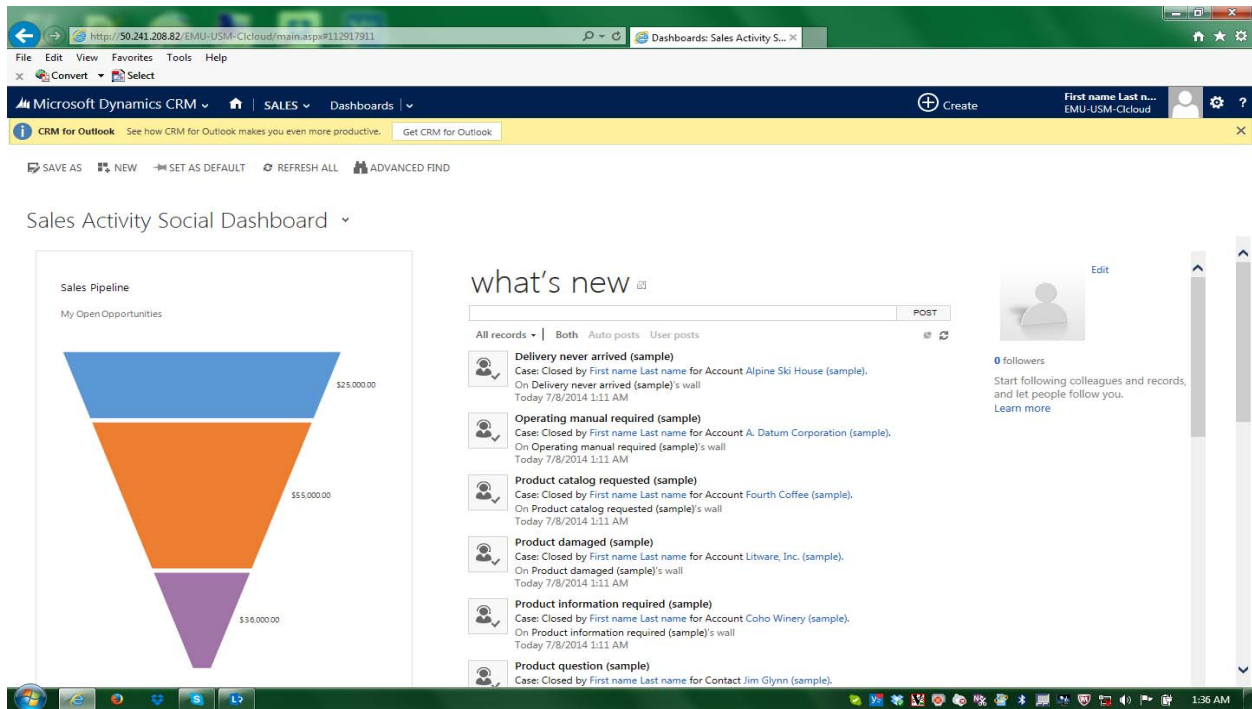 http://50.241.208.82/EMU-USM-CIcloud/main.aspx#112917911
Dashboards: Sales Activity S...
File Edit View Favorites Tools Help
Convert Select
Microsoft Dynamics CRM SALES Dashboards Create First name Last n...
EMU-USM-CIcloud ?
CRM for Outlook See how CRM for Outlook makes you even more productive. Get CRM for Outlook
SAVE AS NEW SET AS DEFAULT REFRESH ALL ADVANCED FIND
Sales Activity Social Dashboard
Sales Pipeline
My Open Opportunities
$25,000.00
$55,000.00
$36,000.00
what's new
POST
All records Both Auto posts User posts
Delivery never arrived (sample)
Case: Closed by First name Last name for Account Alpine Ski House (sample).
On Delivery never arrived (sample)'s wall
Today 7/8/2014 1:11 AM
Operating manual required (sample)
Case: Closed by First name Last name for Account A. Datum Corporation (sample).
On Operating manual required (sample)'s wall
Today 7/8/2014 1:11 AM
Product catalog requested (sample)
Case: Closed by First name Last name for Account Fourth Coffee (sample).
On Product catalog requested (sample)'s wall
Today 7/8/2014 1:11 AM
Product damaged (sample)
Case: Closed by First name Last name for Account Litware, Inc. (sample).
On Product damaged (sample)'s wall
Today 7/8/2014 1:11 AM
Product information required (sample)
Case: Closed by First name Last name for Account Coho Winery (sample).
On Product information required (sample)'s wall
Today 7/8/2014 1:11 AM
Product question (sample)
Case: Closed by First name Last name for Contact Jim Glynn (sample).
Edit
0 followers
Start following colleagues and records,
and let people follow you.
Learn more
1:36 AM